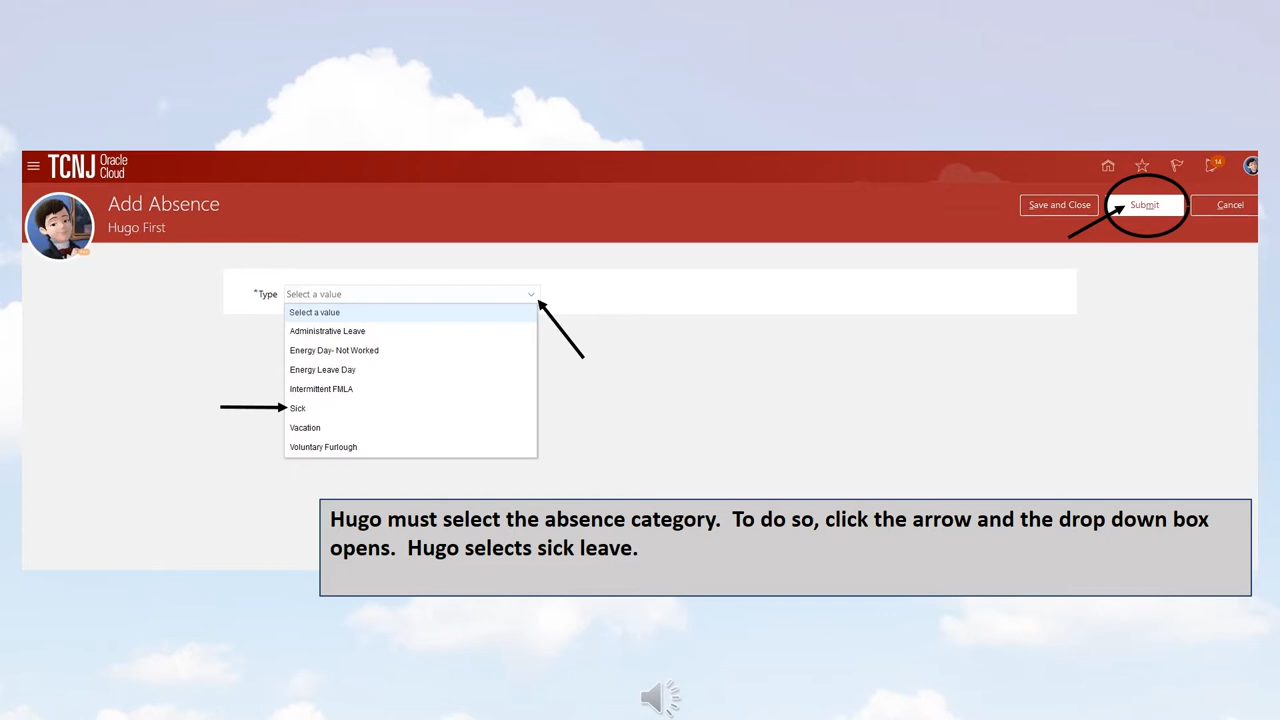 TCNJ Oracle Cloud
14
Add Absence
Hugo First
Save and Close
Submit
Cancel
*Type
Select a value
Select a value
Administrative Leave
Energy Day- Not Worked
Energy Leave Day
Intermittent FMLA
Sick
Vacation
Voluntary Furlough
Hugo must select the absence category. To do so, click the arrow and the drop down box
opens. Hugo selects sick leave.